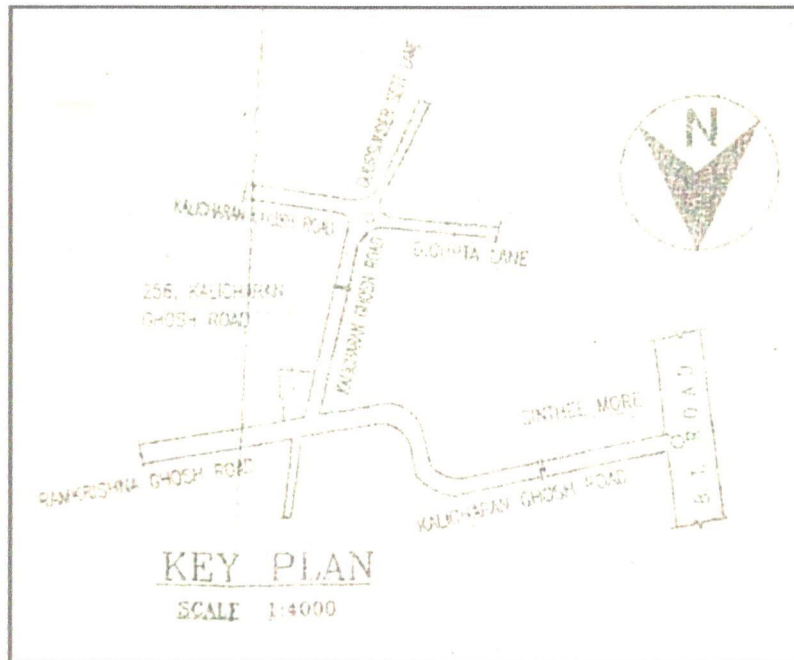 LANE
N
KALICHARAN GHOSH ROAD
D.GUPTA LANE
KALICHARAN GHOSH ROAD
256, KALICHARAN
GHOSH ROAD
SINTHEE MORE
B.T. ROAD
RAMKRISHNA GHOSH ROAD
KALICHARAN GHOSH ROAD
KEY PLAN
SCALE 1:4000